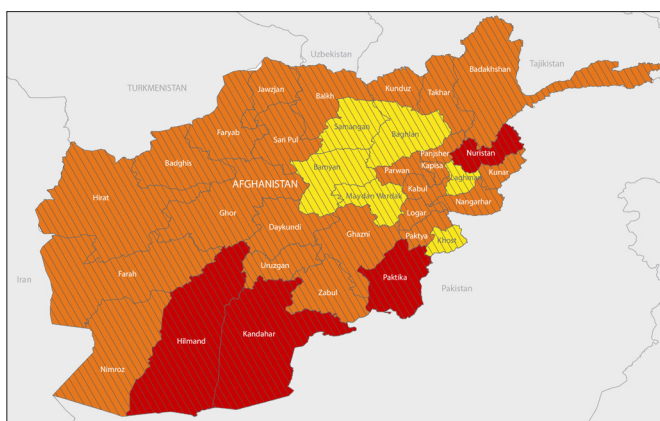 Uzbekistan
Tajikistan
TURKMENISTAN
Badakhshan
Jawzjan
Balkh
Kunduz
Takhar
Faryab
Samangan
Baghlan
Sari Pul
Badghis
Panjsher
Nuristan
Kapisa
Bamyan
Parwan
Laghman
Kunar
AFGHANISTAN
Kabul
Hirat
Maydan Wardak
Nangarhar
Ghor
Logar
Daykundi
Ghazni
Paktya
Khost
Uruzgan
Farah
Iran
Paktika
Pakistan
Zabul
Kandahar
Hilmand
Nimroz